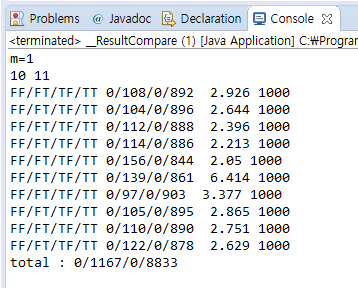 Problems @ Javadoc Declaration Console
<terminated> __ResultCompare (1) [Java Application] C:₩Progran
m=1
10 11
FF/FT/TF/TT 0/108/0/892  2.926 1000
FF/FT/TF/TT 0/104/0/896  2.644 1000
FF/FT/TF/TT 0/112/0/888  2.396 1000
FF/FT/TF/TT 0/114/0/886  2.213 1000
FF/FT/TF/TT 0/156/0/844  2.05 1000
FF/FT/TF/TT 0/139/0/861  6.414 1000
FF/FT/TF/TT 0/97/0/903  3.377 1000
FF/FT/TF/TT 0/105/0/895  2.865 1000
FF/FT/TF/TT 0/110/0/890  2.751 1000
FF/FT/TF/TT 0/122/0/878  2.629 1000
total : 0/1167/0/8833